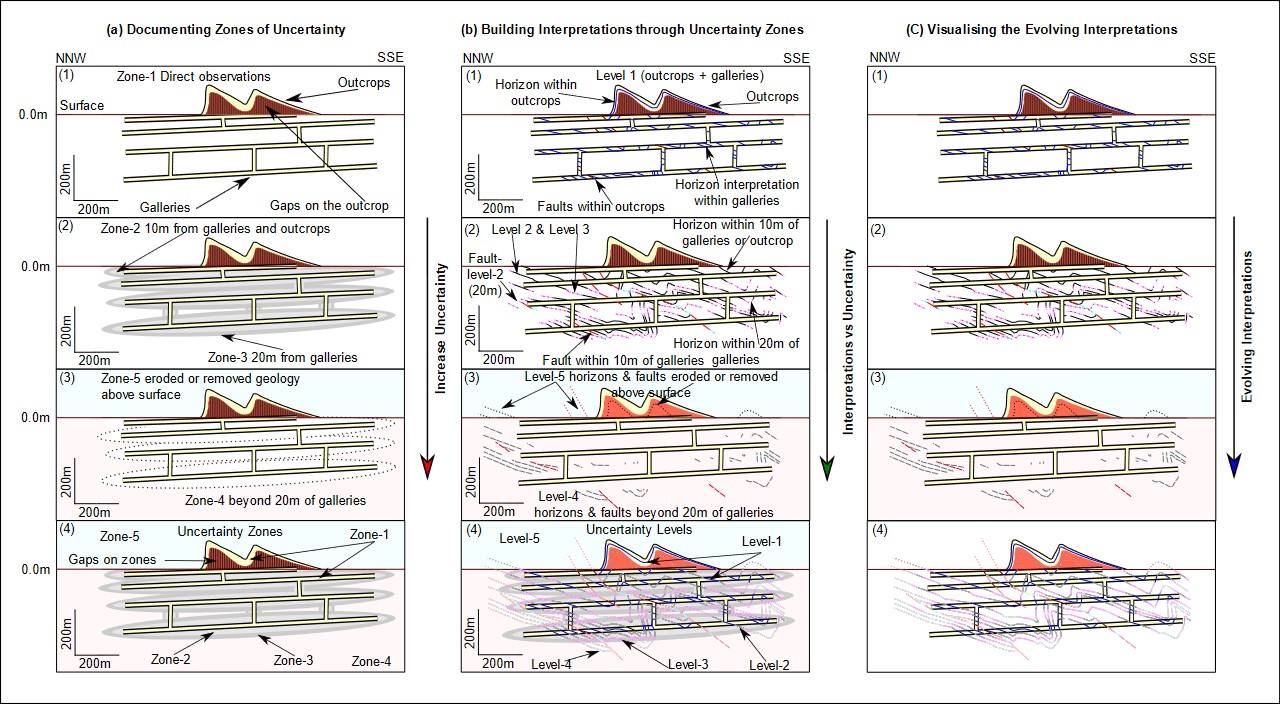 (a) Documenting Zones of Uncertainty
NNW
SSE
(1)
Zone-1 Direct observations
Outcrops
Surface
0.0m
200m
200m
Galleries
Gaps on the outcrop
(2)
Zone-2 10m from galleries and outcrops
0.0m
200m
200m
Zone-3 20m from galleries
(3)
Zone-5 eroded or removed geology
above surface
0.0m
200m
200m
Zone-4 beyond 20m of galleries
(4)
Zone-5
Uncertainty Zones
Zone-1
Gaps on zones
0.0m
200m
200m
Zone-2
Zone-3
Zone-4
Increase Uncertainty
(b) Building Interpretations through Uncertainty Zones
NNW
SSE
(1)
Level 1 (outcrops + galleries)
Horizon within
outcrops
Outcrops
200m
200m
Horizon interpretation
within galleries
Faults within outcrops
(2)
Level 2 & Level 3
Horizon within 10m of
galleries or outcrop
Fault-
level-2
(20m)
200m
200m
Horizon within 20m of
galleries
Fault within 10m of galleries
(3)
Level-5 horizons & faults eroded or removed
above surface
200m
200m
Level-4
horizons & faults beyond 20m of galleries
(4)
Uncertainty Levels
Level-5
Level-1
200m
200m
Level-4
Level-3
Level-2
Interpretations vs Uncertainty
(C) Visualising the Evolving Interpretations
NNW
SSE
(1)
(2)
(3)
(4)
Evolving Interpretations